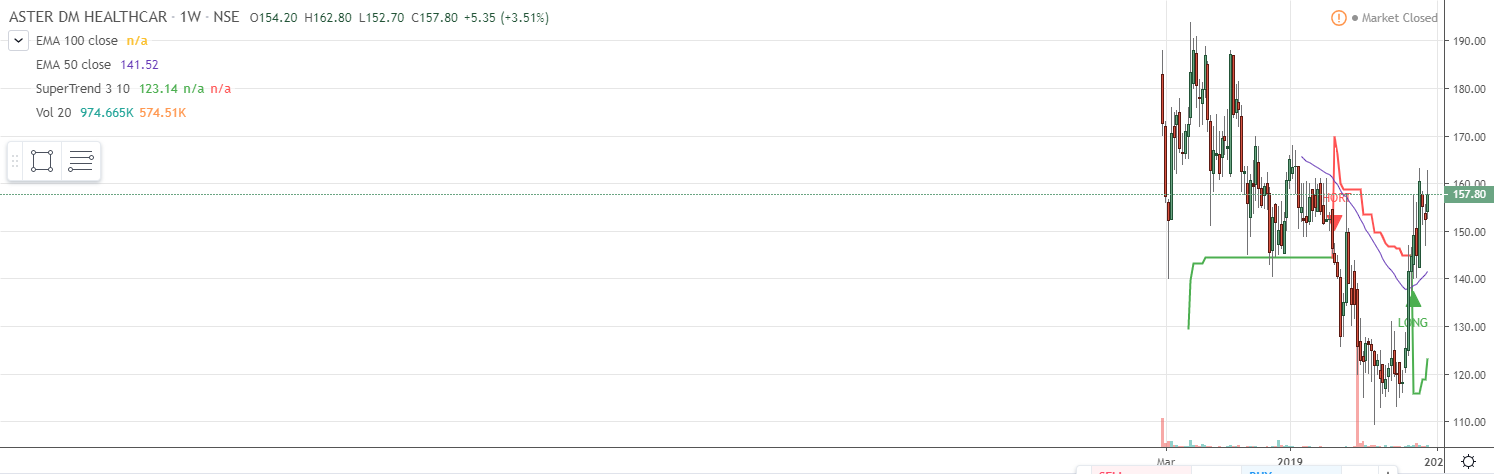 ASTER DM HEALTHCAR · 1W · NSE O154.20 H162.80 L152.70 C157.80 +5.35 (+3.51%)
Market Closed
EMA 100 close n/a
EMA 50 close 141.52
SuperTrend 3 10 123.14 n/a n/a
Vol 20 974.665K 574.51K
190.00
180.00
170.00
160.00
157.80
150.00
140.00
130.00
120.00
110.00
LONG
Mar 2019 202